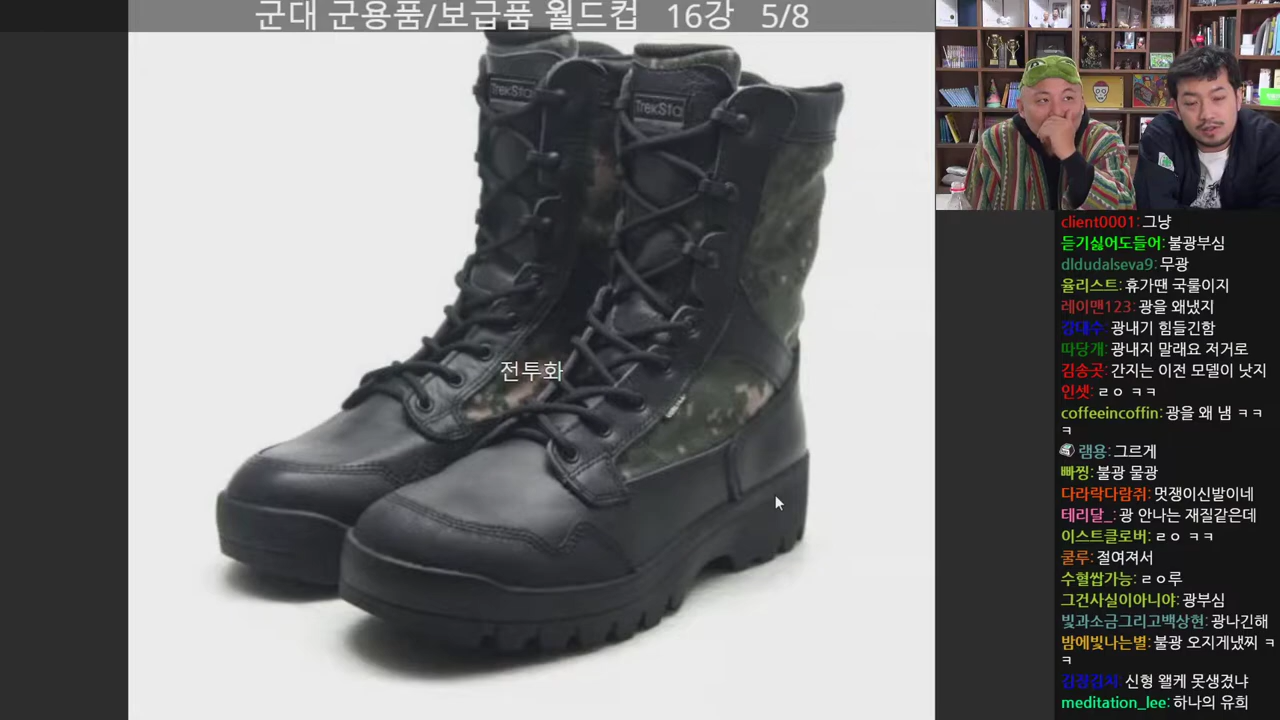 군대 군용품/보급품 월드컵 16강 5/8
TrekSta
TrekSta
전투화
client0001: 그냥
듣기싫어도들어: 불광부심
dldudalseva9: 무광
율리스트: 휴가땐 국룰이지
레이맨123: 광을 왜냈지
강대수: 광내기 힘들긴함
따당개: 광내지 말래요 저거로
김송곳: 간지는 이전 모델이 낫지
인셋: ㄹㅇ ㅋㅋ
coffeeincoffin: 광을 왜 냄 ㅋㅋ
ㅋ
램용: 그르게
빠찡: 불광 물광
다라락다람쥐: 멋쟁이신발이네
테리달_: 광 안나는 재질같은데
이스트클로버: ㄹㅇ ㅋㅋ
쿨루: 절여져서
수혈쌉가능: ㄹㅇ루
그건사실이아니야: 광부심
빛과소금그리고백상현: 광나긴해
밤에빛나는별: 불광 오지게냈찌 ㅋ
ㅋ
감정감지: 신형 왤케 못생겼냐
meditation_lee: 하나의 유희